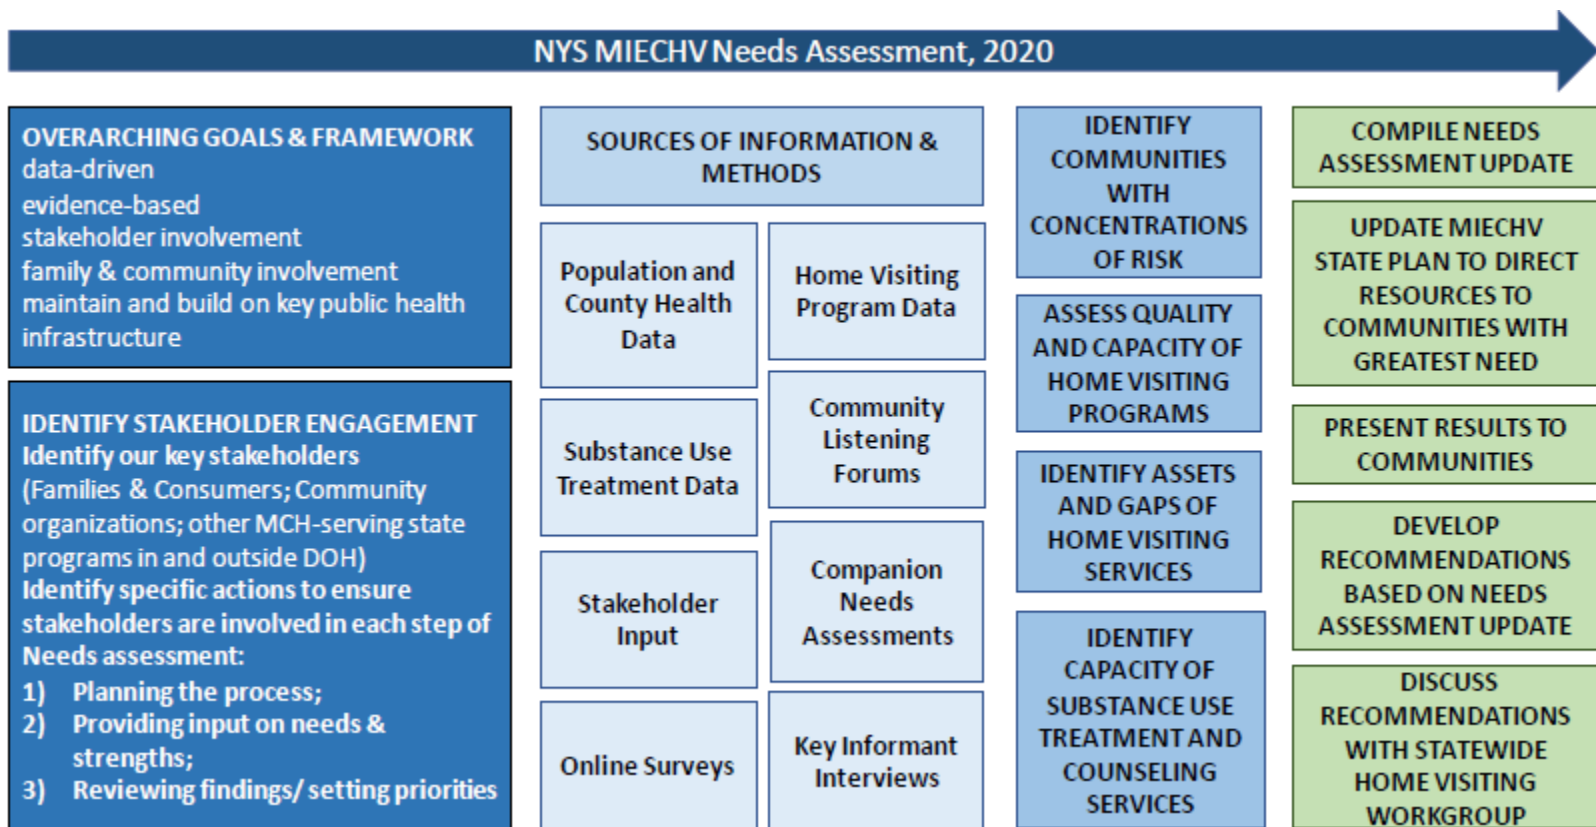 NYS MIECHV Needs Assessment, 2020
OVERARCHING GOALS & FRAMEWORK
data-driven
evidence-based
stakeholder involvement
family & community involvement
maintain and build on key public health
infrastructure
IDENTIFY STAKEHOLDER ENGAGEMENT
Identify our key stakeholders
(Families & Consumers; Community
organizations; other MCH-serving state
programs in and outside DOH)
Identify specific actions to ensure
stakeholders are involved in each step of
Needs assessment:
1) Planning the process;
2) Providing input on needs &
strengths;
3) Reviewing findings/ setting priorities
SOURCES OF INFORMATION &
METHODS
Population and
County Health
Data
Home Visiting
Program Data
Substance Use
Treatment Data
Community
Listening
Forums
Stakeholder
Input
Companion
Needs
Assessments
Online Surveys
Key Informant
Interviews
IDENTIFY
COMMUNITIES
WITH
CONCENTRATIONS
OF RISK
ASSESS QUALITY
AND CAPACITY OF
HOME VISITING
PROGRAMS
IDENTIFY ASSETS
AND GAPS OF
HOME VISITING
SERVICES
IDENTIFY
CAPACITY OF
SUBSTANCE USE
TREATMENT AND
COUNSELING
SERVICES
COMPILE NEEDS
ASSESSMENT UPDATE
UPDATE MIECHV
STATE PLAN TO DIRECT
RESOURCES TO
COMMUNITIES WITH
GREATEST NEED
PRESENT RESULTS TO
COMMUNITIES
DEVELOP
RECOMMENDATIONS
BASED ON NEEDS
ASSESSMENT UPDATE
DISCUSS
RECOMMENDATIONS
WITH STATEWIDE
HOME VISITING
WORKGROUP